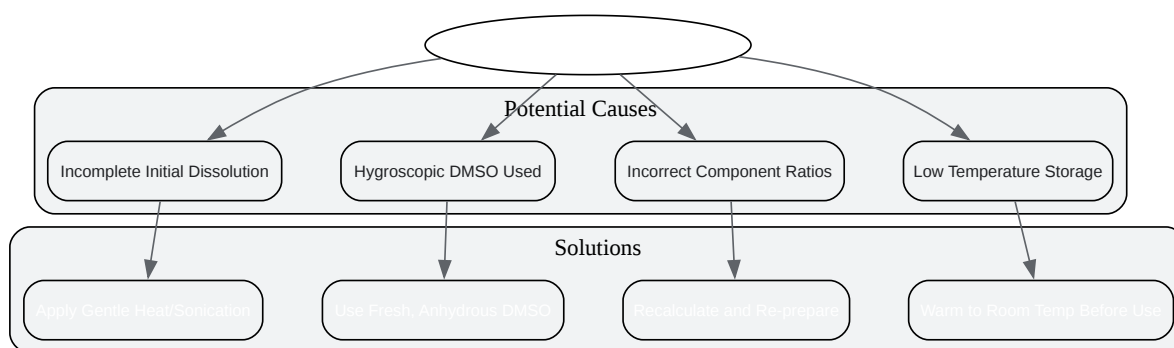 Potential Causes
Incomplete Initial Dissolution
Hygroscopic DMSO Used
Incorrect Component Ratios
Low Temperature Storage
Solutions
Apply Gentle Heat/Sonication
Use Fresh, Anhydrous DMSO
Recalculate and Re-prepare
Warm to Room Temp Before Use